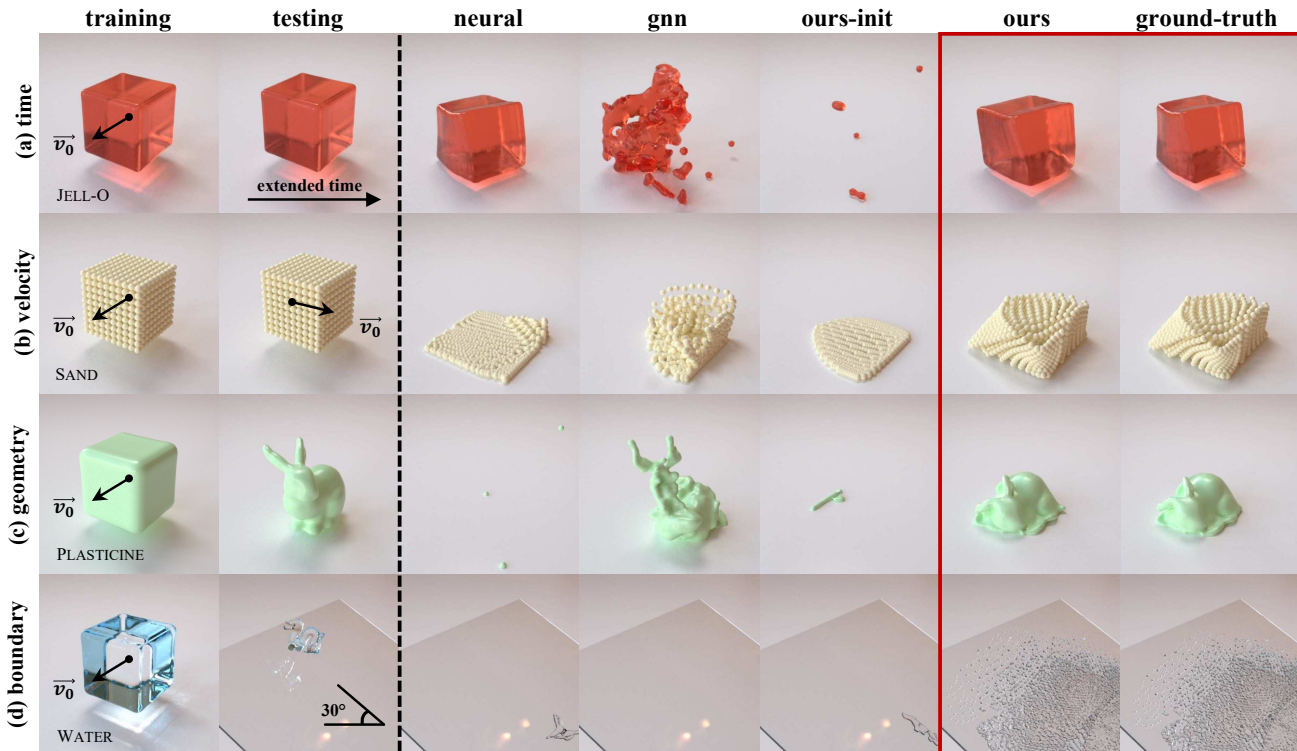 training testing neural gnn ours-init ours ground-truth
(a) time
v₀
JELL-O
extended time
(b) velocity
v₀
v₀
SAND
(c) geometry
v₀
PLASTICINE
(d) boundary
v₀
30°
WATER